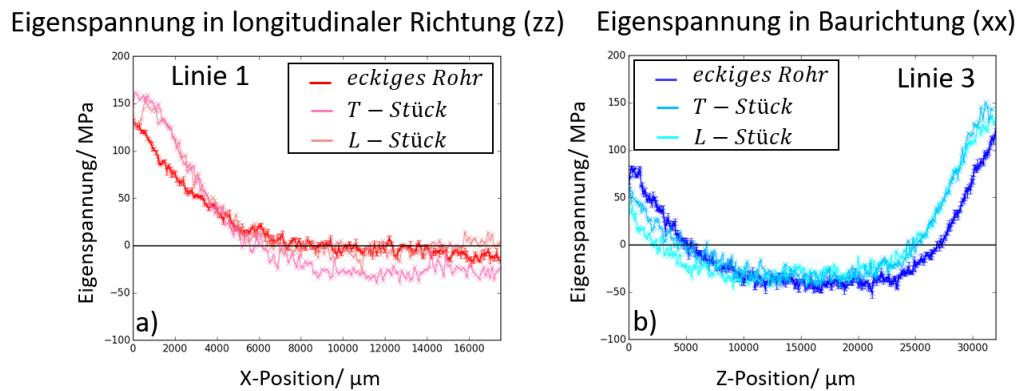 Eigenspannung in longitudinaler Richtung (zz)
Linie 1
eckiges Rohr
T - Stück
L - Stück
200
150
100
50
0
−50
−100
Eigenspannung/ MPa
a)
0 2000 4000 6000 8000 10000 12000 14000 16000
X-Position/ µm
Eigenspannung in Baurichtung (xx)
Linie 3
eckiges Rohr
T - Stück
L - Stück
200
150
100
50
0
−50
−100
Eigenspannung/ MPa
b)
0 5000 10000 15000 20000 25000 30000
Z-Position/ µm